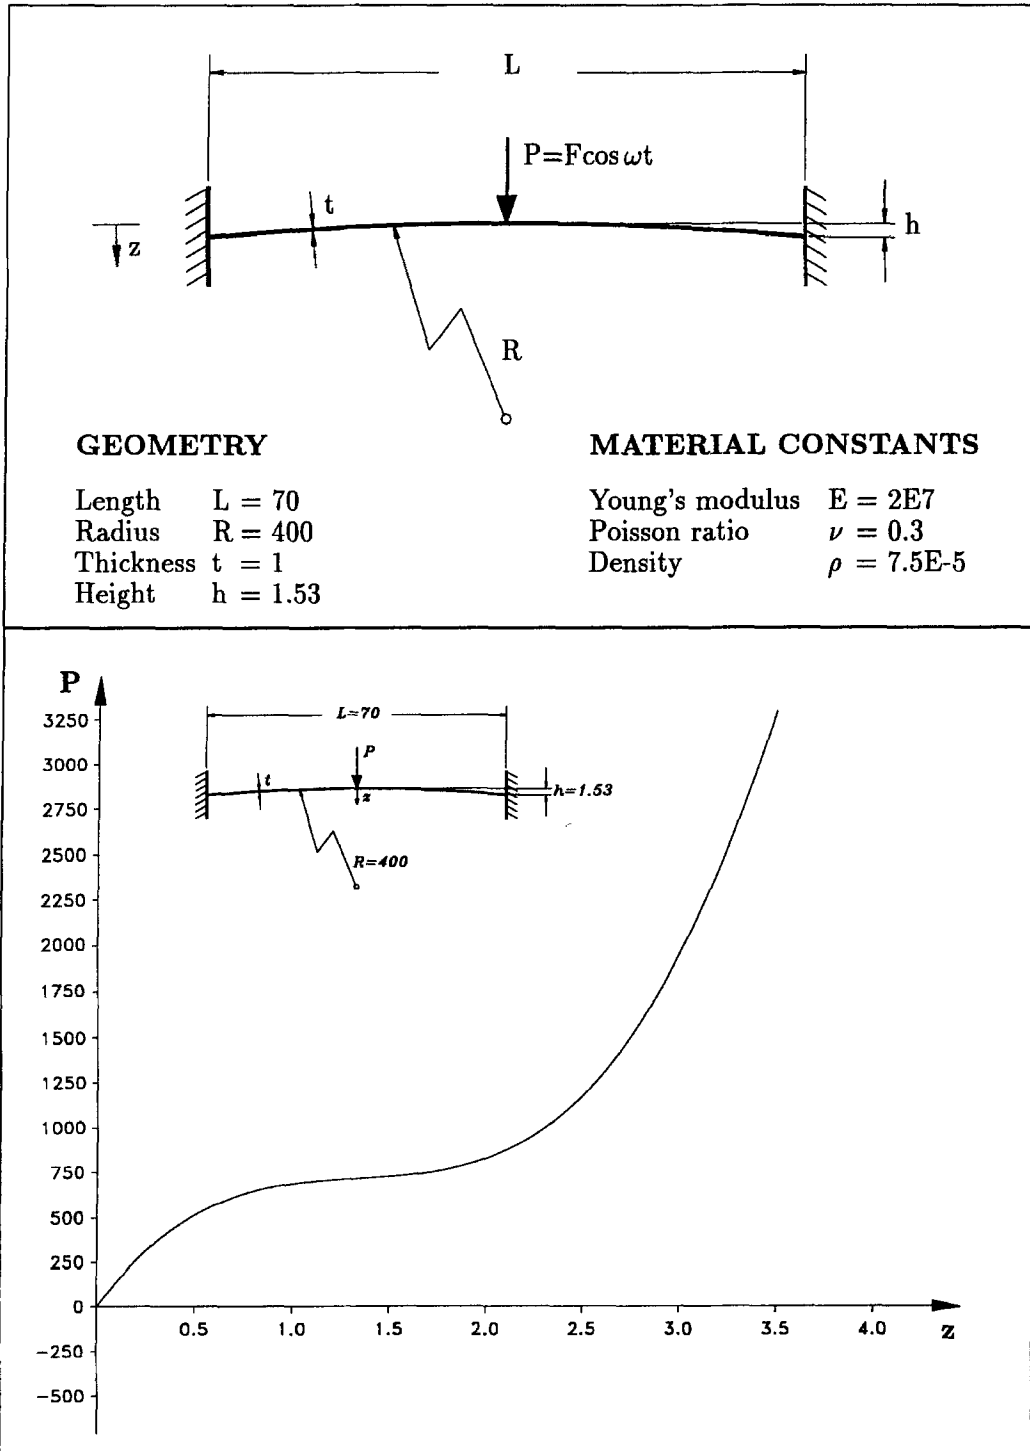 L
P=Fcos ωt
t
h
z
R
GEOMETRY
Length L = 70
Radius R = 400
Thickness t = 1
Height h = 1.53
MATERIAL CONSTANTS
Young's modulus E = 2E7
Poisson ratio ν = 0.3
Density ρ = 7.5E-5
P
3250
3000
2750
2500
2250
2000
1750
1500
1250
1000
750
500
250
0
−250
−500
L=70
P
t
z
h=1.53
R=400
0.5 1.0 1.5 2.0 2.5 3.0 3.5 4.0 z